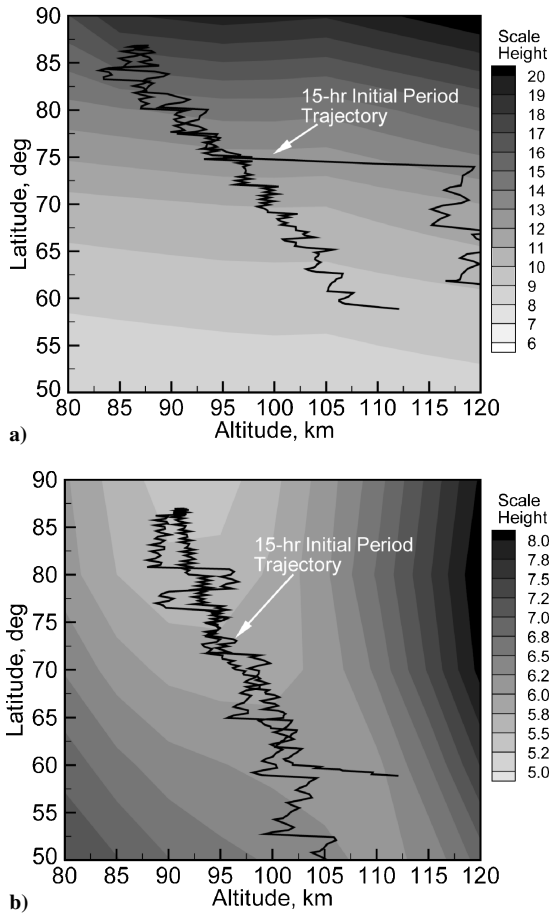 90
85
80
75
70
65
60
55
50
Latitude, deg
80 85 90 95 100 105 110 115 120
Altitude, km
15-hr Initial Period
Trajectory
Scale
Height
20
19
18
17
16
15
14
13
12
11
10
9
8
7
6
a)
90
85
80
75
70
65
60
55
50
Latitude, deg
80 85 90 95 100 105 110 115 120
Altitude, km
15-hr Initial Period
Trajectory
Scale
Height
8.0
7.8
7.5
7.2
7.0
6.8
6.5
6.2
6.0
5.8
5.5
5.2
5.0
b)